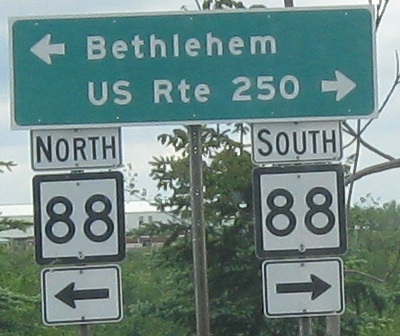 Bethlehem
US Rte 250
NORTH SOUTH
88 88